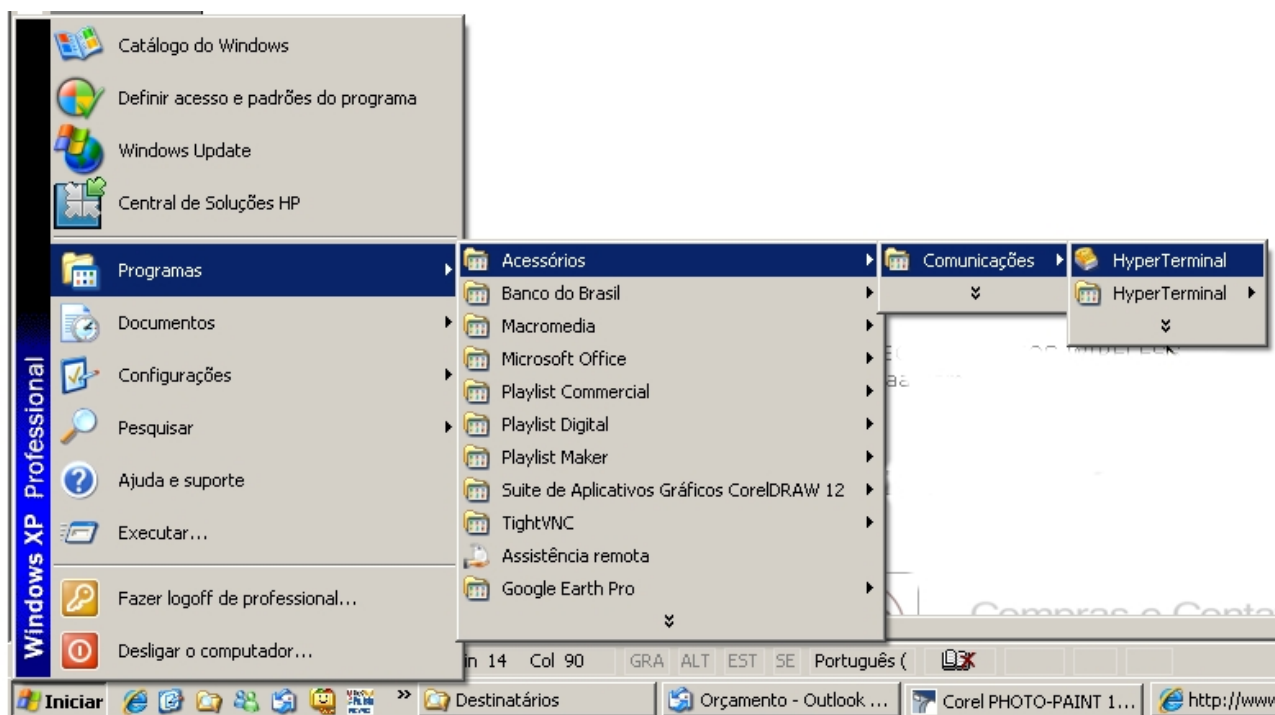 Catálogo do Windows
Definir acesso e padrões do programa
Windows Update
Central de Soluções HP
Programas
Documentos
Configurações
Pesquisar
Ajuda e suporte
Executar...
Fazer logoff de professional...
Desligar o computador...
Windows XP Professional
Acessórios
Banco do Brasil
Macromedia
Microsoft Office
Playlist Commercial
Playlist Digital
Playlist Maker
Suite de Aplicativos Gráficos CorelDRAW 12
TightVNC
Assistência remota
Google Earth Pro
Comunicações
HyperTerminal
HyperTerminal
Compras e Conta
in 14 Col 90 GRA ALT EST SE Português (
Iniciar » Destinatários Orçamento - Outlook ... Corel PHOTO-PAINT 1... http://www